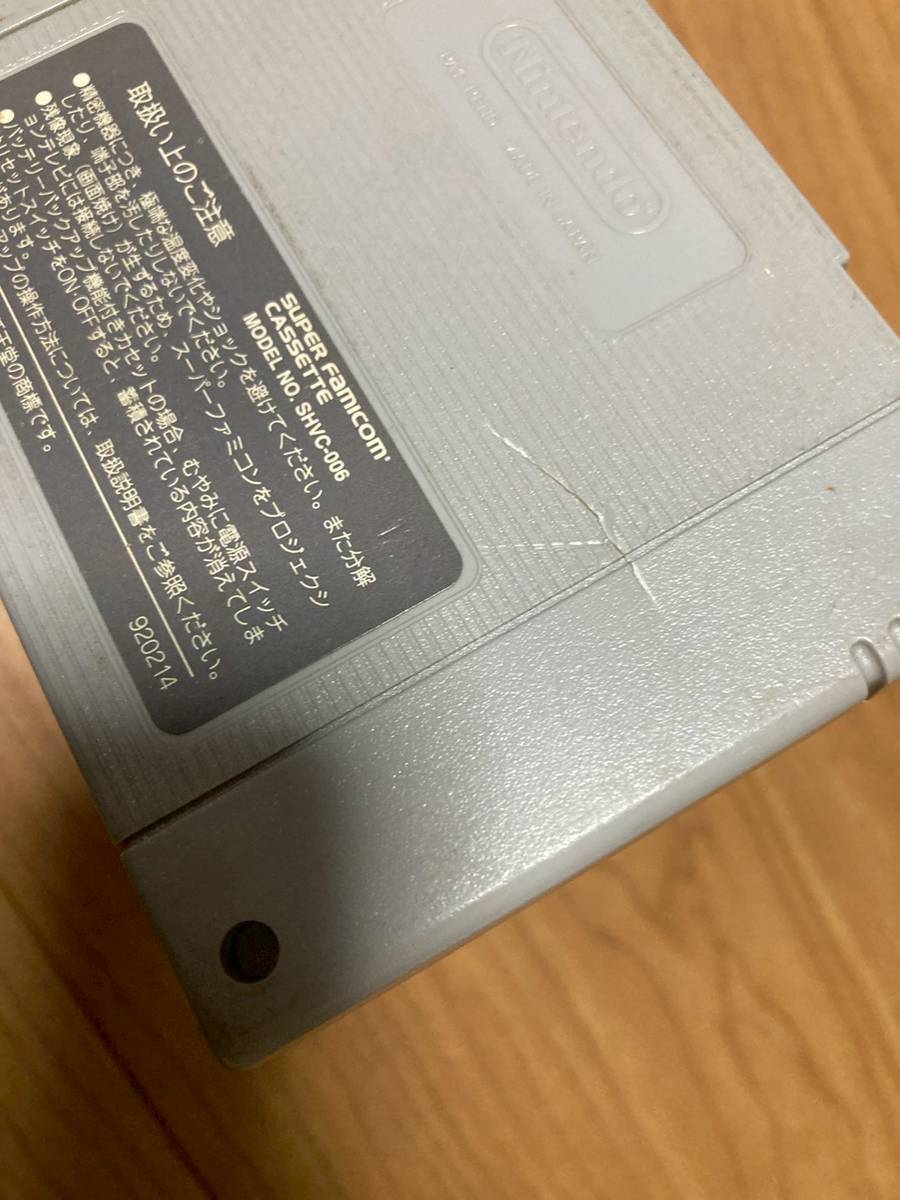 Nintendo
SUPER Famicom
CASSETTE
MODEL NO. SHVC-006
取扱い上のご注意
●精密機器につき、極端な温度変化やショックを避けてください。また分解
したり、端子部を汚したりしないでください。
●残像現象（画面焼け）が生ずるため、スーパーファミコンをプロジェクシ
ョンテレビには接続しないでください。
●バッテリーバックアップ機能付きカセットの場合、むやみに電源スイッチ
リセットスイッチをON・OFFすると、蓄積されている内容が消えてしま
があります。
アップの操作方法については、取扱説明書をご参照ください。
堂の商標です。
920214